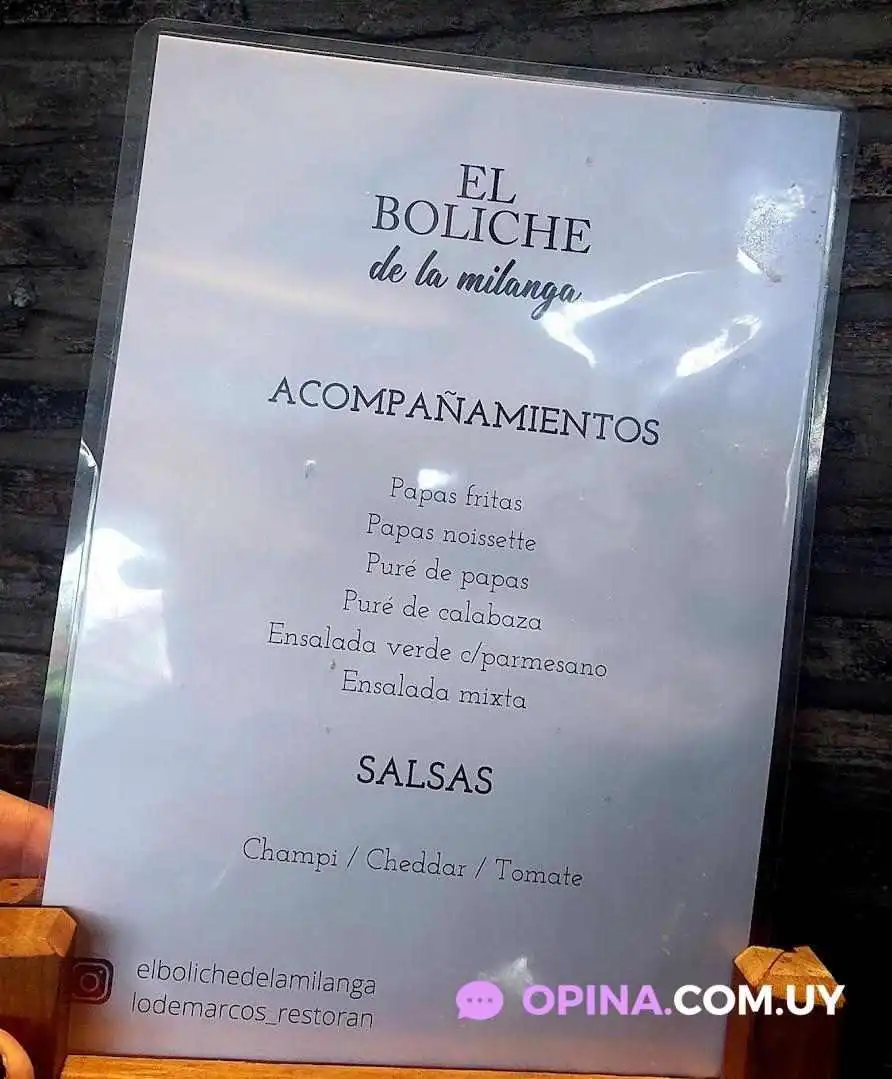 EL
BOLICHE
de la milanga
ACOMPAÑAMIENTOS
Papas fritas
Papas noissette
Puré de papas
Puré de calabaza
Ensalada verde c/parmesano
Ensalada mixta
SALSAS
Champi / Cheddar / Tomate
elbolichedelamilanga
lodemarcos_restoran
OPINA.COM.UY